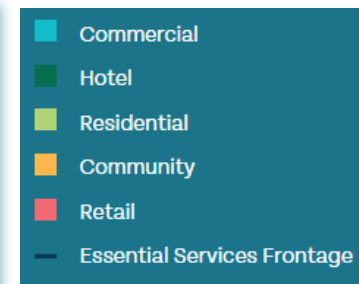 Commercial
Hotel
Residential
Community
Retail
Essential Services Frontage